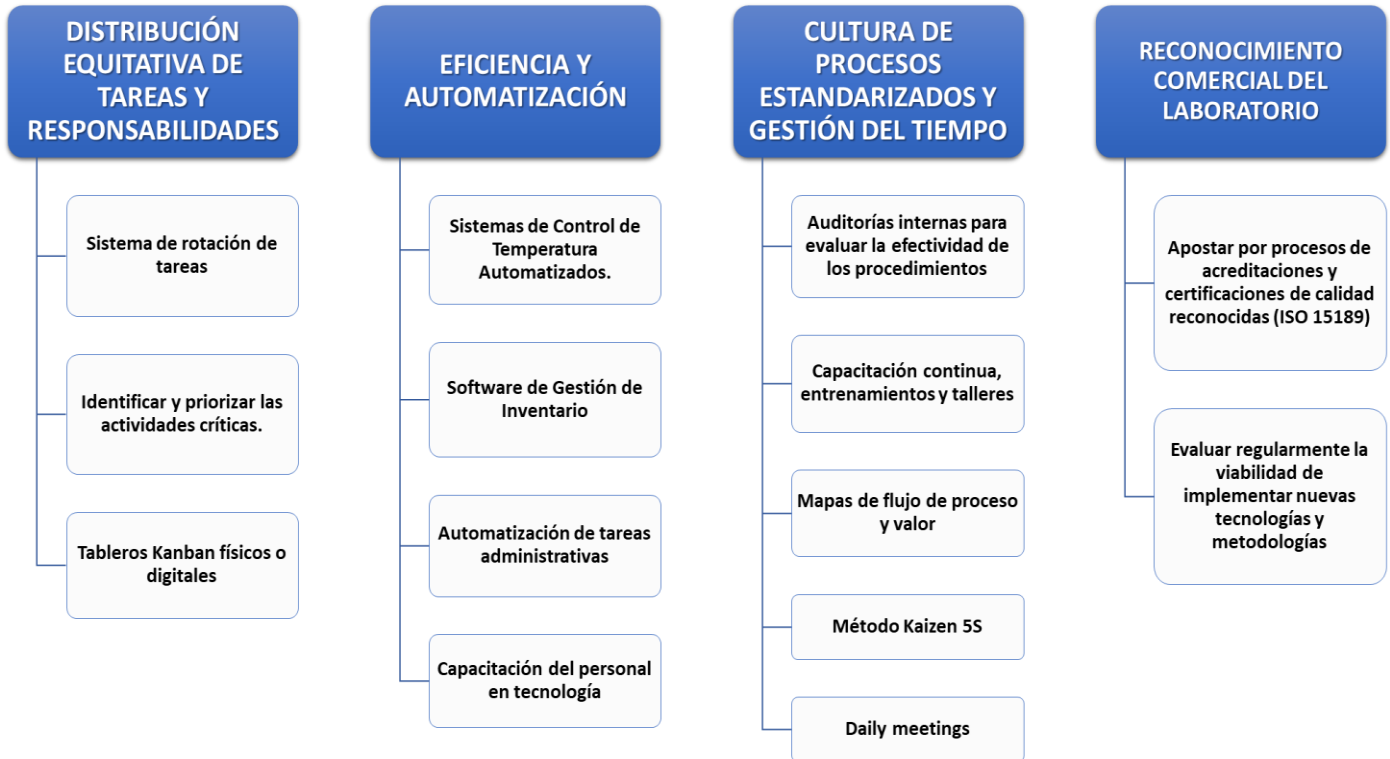 DISTRIBUCIÓN
EQUITATIVA DE
TAREAS Y
RESPONSABILIDADES
Sistema de rotación de
tareas
Identificar y priorizar las
actividades críticas.
Tableros Kanban físicos o
digitales
EFICIENCIA Y
AUTOMATIZACIÓN
Sistemas de Control de
Temperatura
Automatizados.
Software de Gestión de
Inventario
Automatización de tareas
administrativas
Capacitación del personal
en tecnología
CULTURA DE
PROCESOS
ESTANDARIZADOS Y
GESTIÓN DEL TIEMPO
Auditorías internas para
evaluar la efectividad de
los procedimientos
Capacitación continua,
entrenamientos y talleres
Mapas de flujo de proceso
y valor
Método Kaizen 5S
Daily meetings
RECONOCIMIENTO
COMERCIAL DEL
LABORATORIO
Apostar por procesos de
acreditaciones y
certificaciones de calidad
reconocidas (ISO 15189)
Evaluar regularmente la
viabilidad de
implementar nuevas
tecnologías y
metodologías